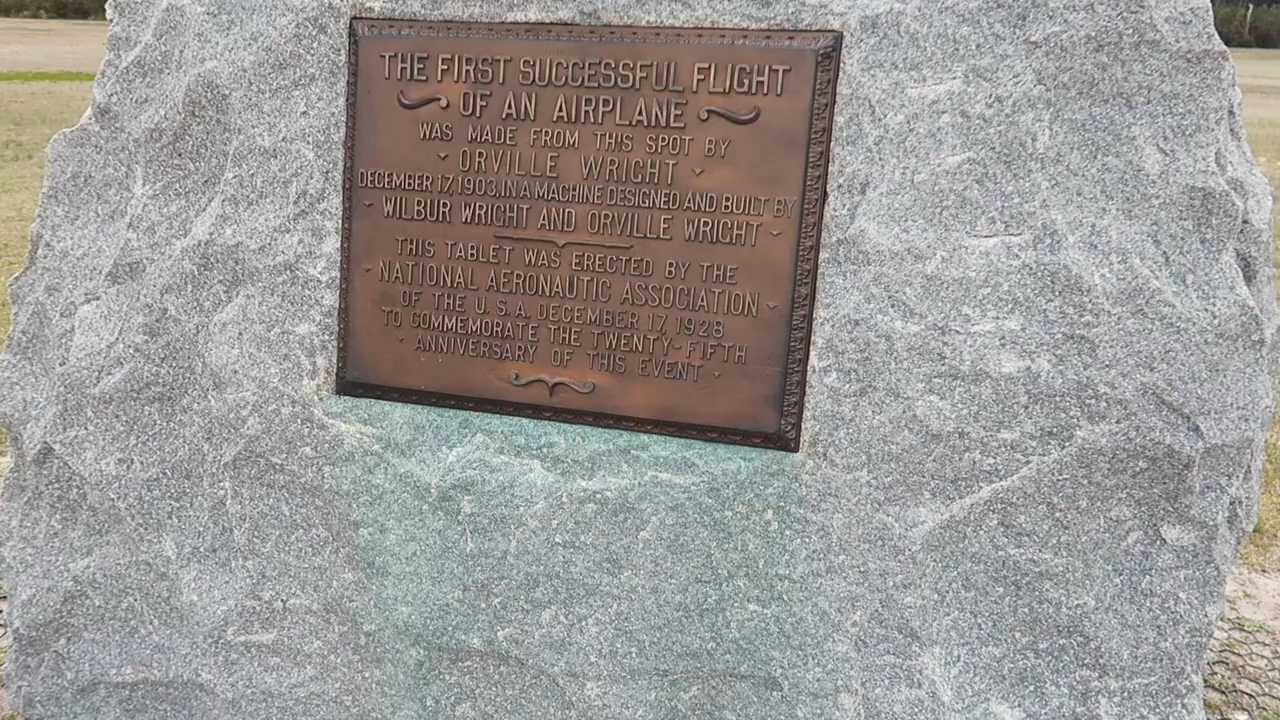 THE FIRST SUCCESSFUL FLIGHT
OF AN AIRPLANE
WAS MADE FROM THIS SPOT BY
ORVILLE WRIGHT
DECEMBER 17, 1903, IN A MACHINE DESIGNED AND BUILT BY
WILBUR WRIGHT AND ORVILLE WRIGHT
THIS TABLET WAS ERECTED BY THE
NATIONAL AERONAUTIC ASSOCIATION
OF THE U. S. A. DECEMBER 17, 1928
TO COMMEMORATE THE TWENTY-FIFTH
ANNIVERSARY OF THIS EVENT